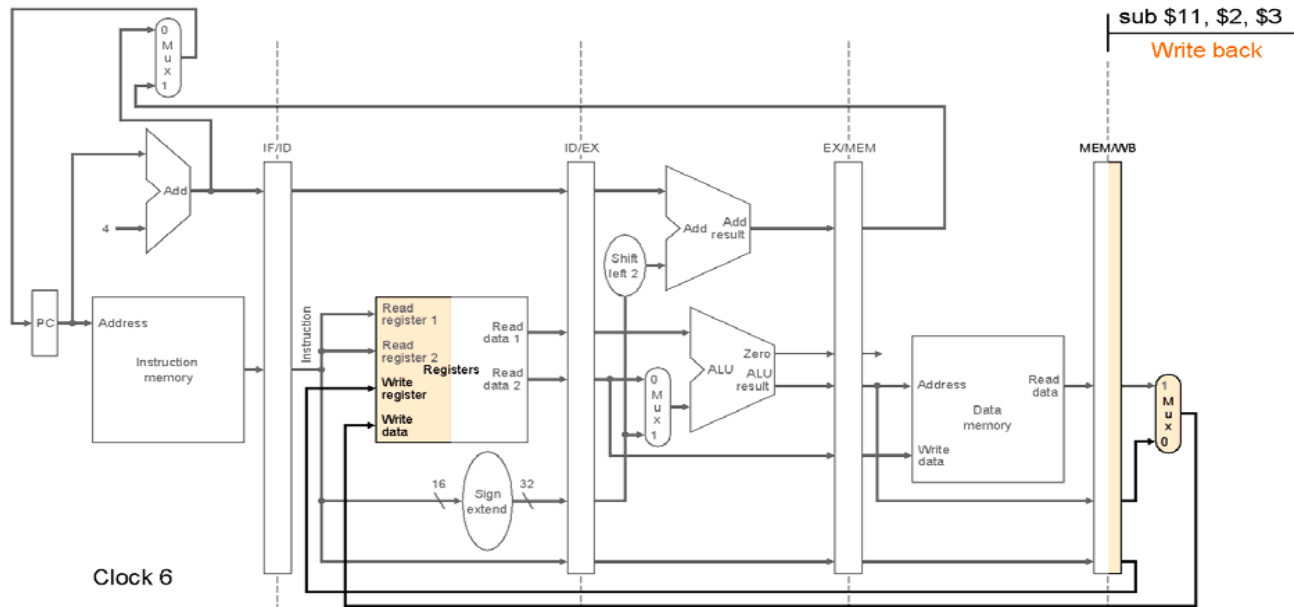 sub $11, $2, $3
Write back
0
M
u
x
1
IF/ID
ID/EX
EX/MEM
MEM/WB
Add
4
Add
Add
result
Shift
left 2
PC
Address
Instruction
memory
Instruction
Read
register 1
Read
register 2
Write
register
Write
data
Registers
Read
data 1
Read
data 2
0
M
u
x
1
ALU
Zero
ALU
result
Address
Write
data
Data
memory
Read
data
1
M
u
x
0
16
Sign
extend
32
Clock 6